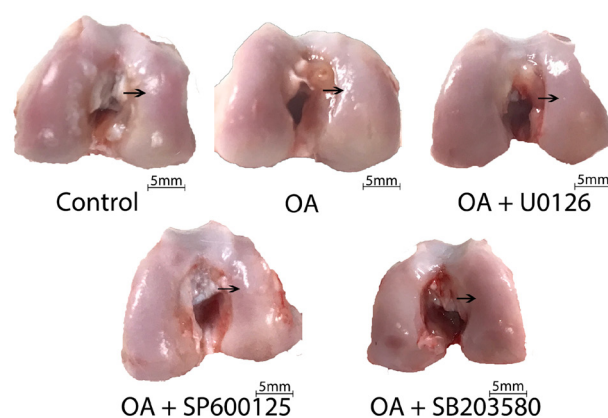 5mm
5mm
5mm
Control
OA
OA + U0126
5mm
5mm
OA + SP600125
OA + SB203580